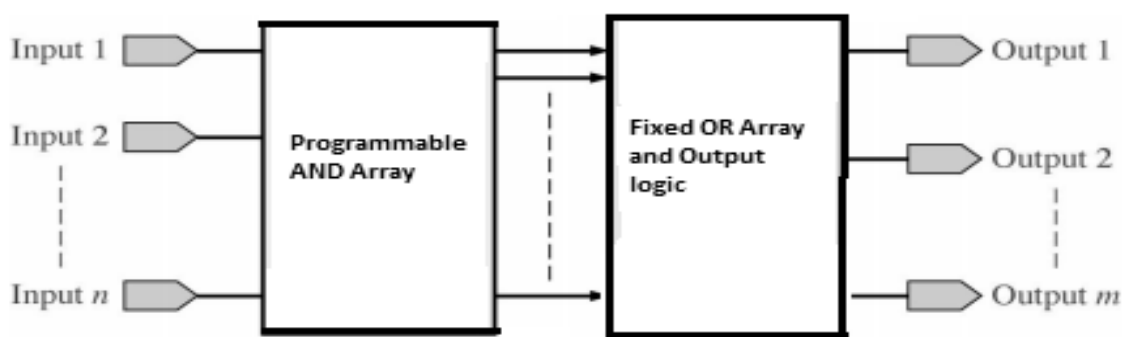 Input 1
Input 2
Input n
Programmable
AND Array
Fixed OR Array
and Output
logic
Output 1
Output 2
Output m